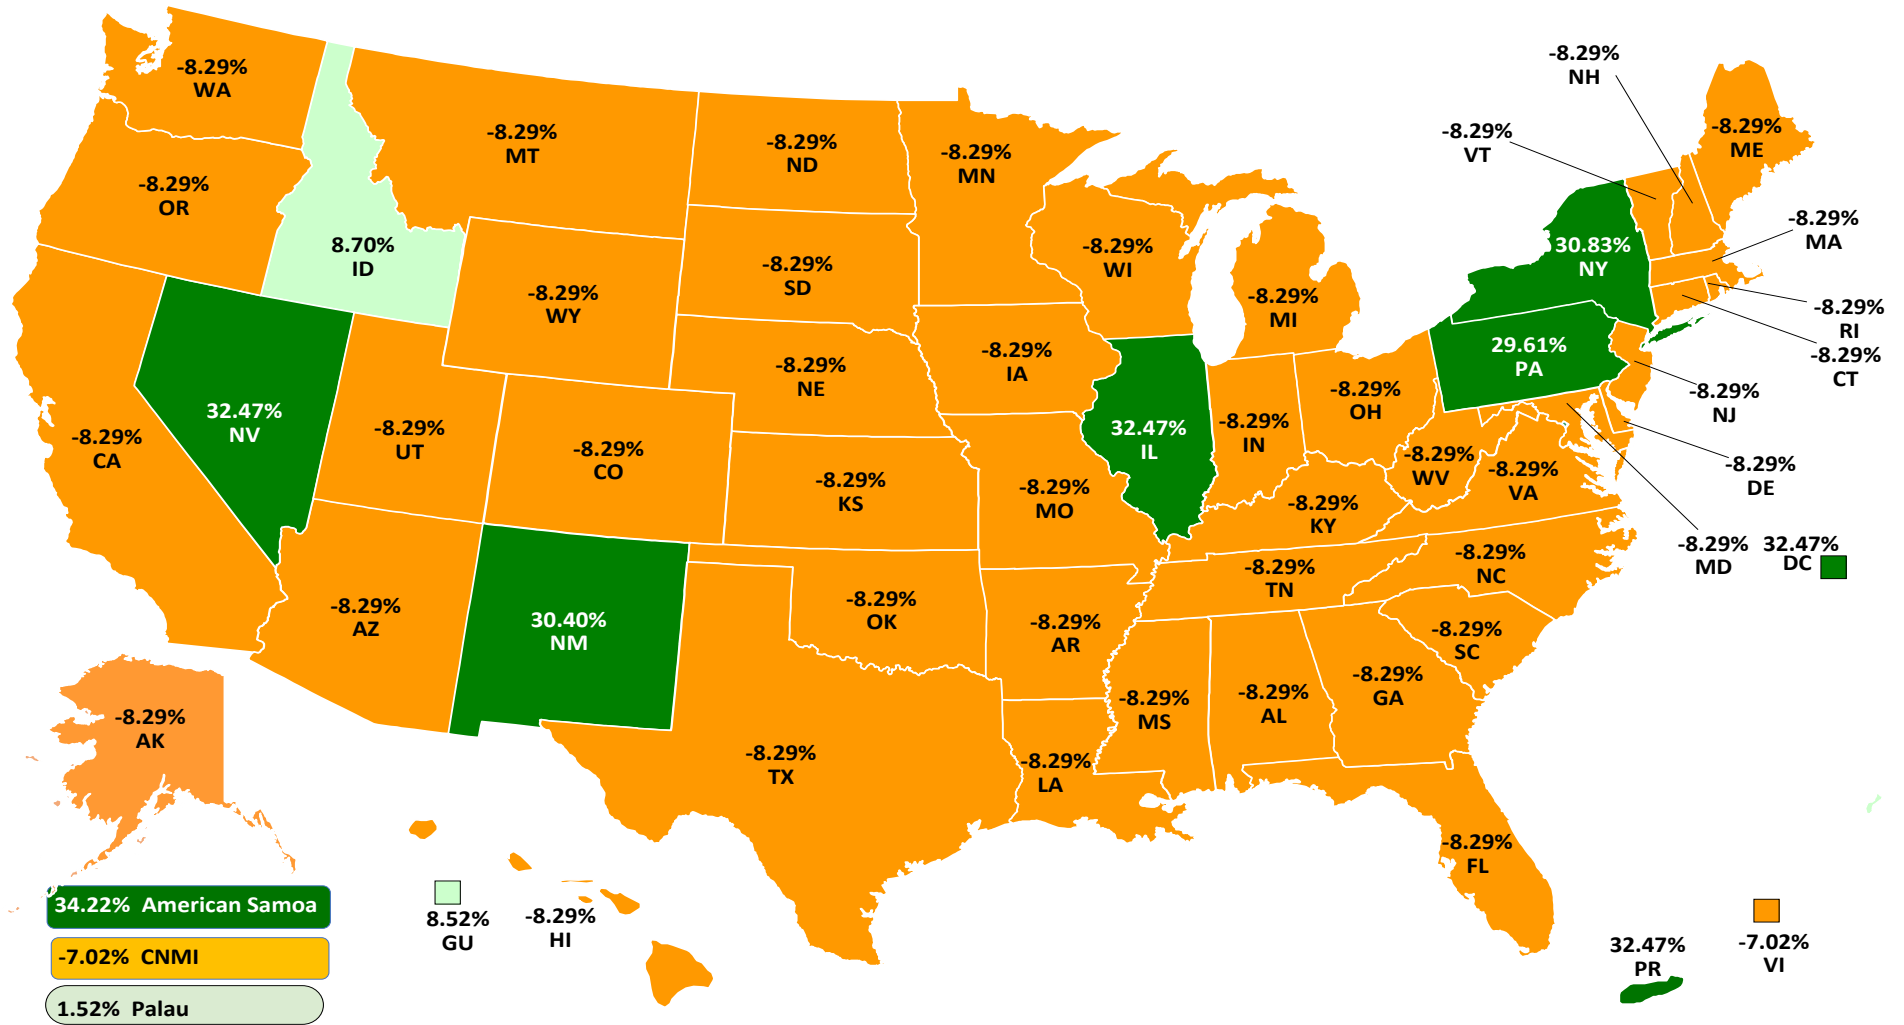 -8.29%
WA
-8.29%
OR
-8.29%
CA
8.70%
ID
32.47%
NV
-8.29%
MT
-8.29%
WY
-8.29%
UT
-8.29%
AZ
-8.29%
CO
30.40%
NM
-8.29%
ND
-8.29%
SD
-8.29%
NE
-8.29%
KS
-8.29%
OK
-8.29%
TX
-8.29%
MN
-8.29%
IA
-8.29%
MO
-8.29%
AR
-8.29%
LA
-8.29%
WI
32.47%
IL
-8.29%
MI
-8.29%
IN
-8.29%
OH
-8.29%
KY
-8.29%
TN
-8.29%
MS
-8.29%
AL
-8.29%
GA
-8.29%
FL
-8.29%
SC
-8.29%
NC
-8.29%
VA
-8.29%
WV
29.61%
PA
30.83%
NY
-8.29%
VT
-8.29%
NH
-8.29%
ME
-8.29%
MA
-8.29%
RI
-8.29%
CT
-8.29%
NJ
-8.29%
DE
-8.29%
MD
32.47%
DC
-8.29%
AK
34.22% American Samoa
-7.02% CNMI
1.52% Palau
8.52%
GU
-8.29%
HI
32.47%
PR
-7.02%
VI